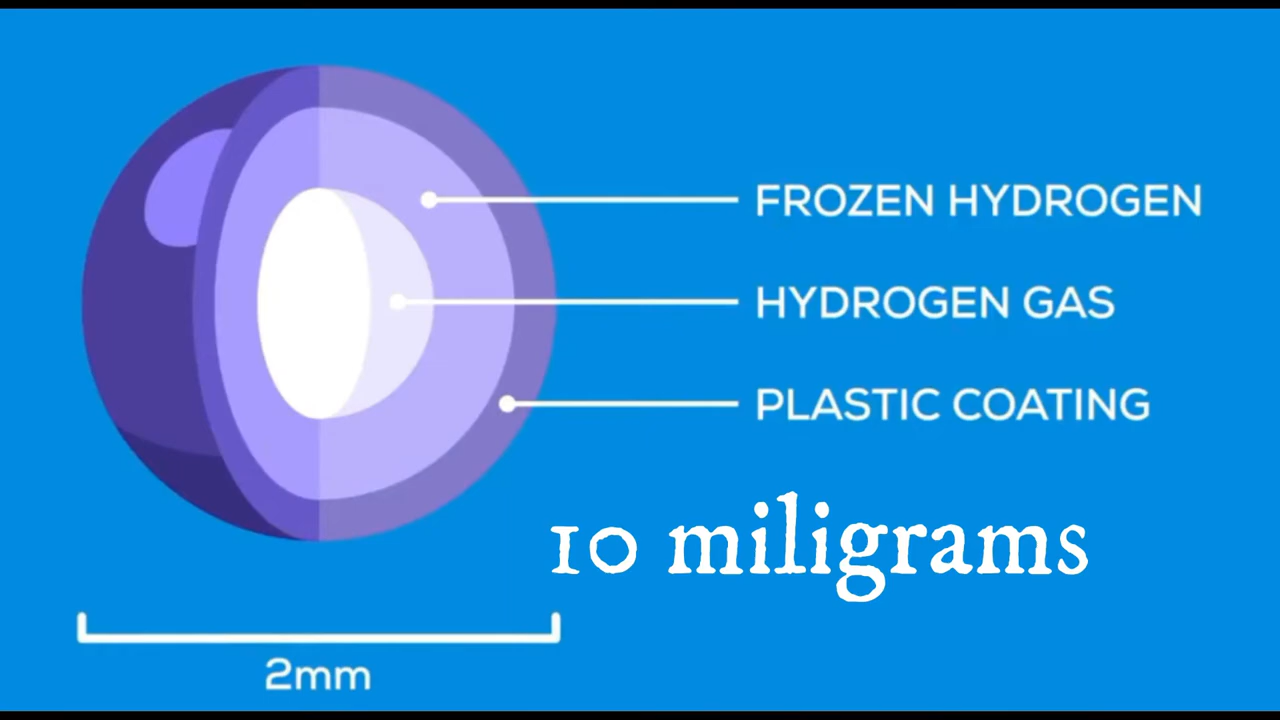 FROZEN HYDROGEN
HYDROGEN GAS
PLASTIC COATING
10 miligrams
2mm